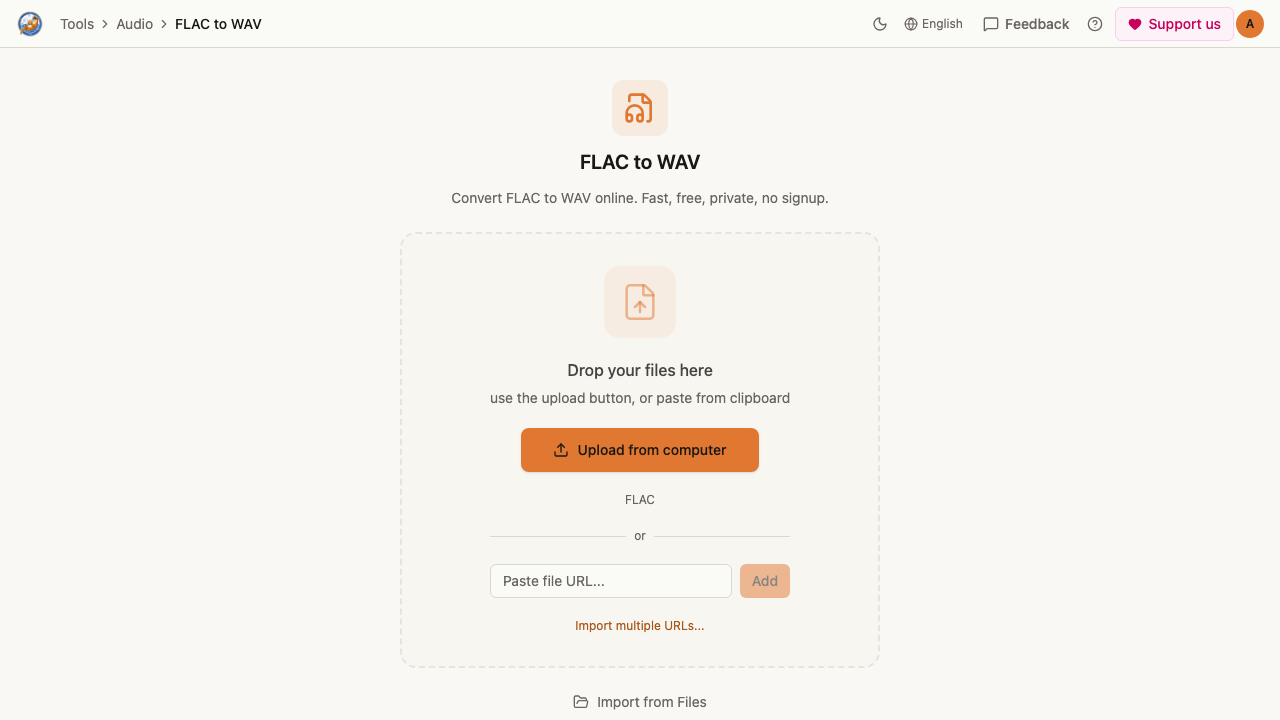 Tools > Audio > FLAC to WAV
English
Feedback
Support us
A
FLAC to WAV
Convert FLAC to WAV online. Fast, free, private, no signup.
Drop your files here
use the upload button, or paste from clipboard
Upload from computer
FLAC
or
Paste file URL...
Add
Import multiple URLs...
Import from Files